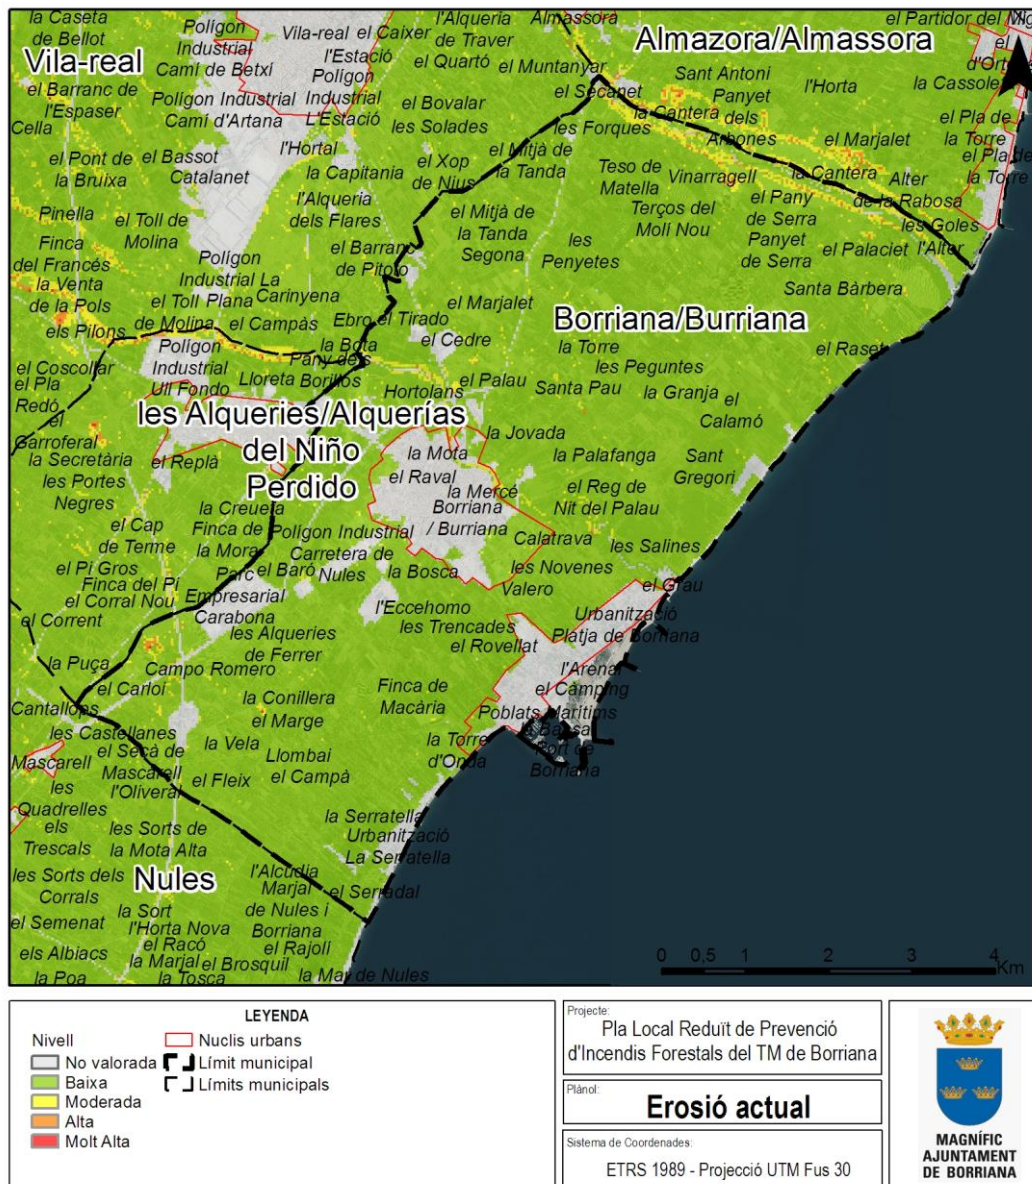 la Caseta
de Bellot
Polígon
Industrial
Camí de Betxí
Vila-real
el Caixer
l'Estació
l'Alqueria
de Traver
el Quartó
Almassora
el Muntanyar
Almazora/Almassora
el Partidor del Mig
Vila-real
el Barranc de
l'Espaser
Cella
Polígon Industrial
Camí d'Artana
Polígon
Industrial
L'Estació
el Bovalar
les Solades
el Secanet
Sant Antoni
Panyet
dels
Arbones
l'Horta
la Cassole
la Cantera
les Forques
el Marjalet
el Pla de
la Torre
el Pla de
la Torre
l'Hortal
el Pont de
la Bruixa
el Bassot
Catalanet
la Capitania
el Xop
de Nius
el Mitjà de
la Tanda
Teso de
Matella
Vinarragell
la Cantera
Alter
de la Rabosa
Pinella
el Toll de
Molina
l'Alqueria
dels Flares
el Mitjà de
la Tanda
Segona
Terços del
Moli Nou
el Pany
de Serra
Panyet
de Serra
les Goles
el Palaciet
l'Alter
Finca
del Francés
la Venta
de la Pols
els Pilons
Polígon
Industrial La
Plana
el Toll
de Molina
Carinyena
el Barranc
de Pitoto
les
Penyetes
Santa Bàrbera
el Marjalet
Borriana/Burriana
el Campàs
Ebro
el Tirado
la Bota
el Cedre
la Torre
el Raset
les Peguntes
el Coscollar
el Pla
Redó
Polígon
Industrial
Ull Fondo
Lloreta
Pany dels
Borillos
Hortolans
el Palau
Santa Pau
la Granja
el
Calamó
les Alqueries/Alquerías
del Niño
Perdido
el
Garroferal
la Secretària
el Replà
les Portes
Negres
la Mota
el Raval
la Mercé
Borriana
/ Burriana
la Jovada
la Palafanga
Sant
Gregori
el Reg de
Nit del Palau
la Creueta
Finca de
la Mora
Polígon Industrial
Carretera de
Nules
el Cap
de Terme
Calatrava
les Salines
el Pi Gros
Finca del Pi
el Corral Nou
el Corrent
Parc
Empresarial
Carabona
el Baró
la Bosca
les Novenes
Valero
el Grau
l'Eccehomo
Urbanització
Platja de Borriana
les Trencades
el Rovellat
les Alqueries
de Ferrer
la Puça
Campo Romero
l'Arenal
el Càmping
el Carloi
Cantallops
la Conillera
el Marge
Finca de
Macària
Poblats Marítims
la Bassa
Port de
Borriana
les Castellanes
Mascarell
el Secà de
Mascarell
l'Oliveral
la Vela
Llombai
el Campà
la Torre
d'Onda
el Fleix
les
Quadrelles
els
Trescals
les Sorts de
la Mota Alta
la Serratella
Urbanització
La Serratella
Nules
les Sorts dels
Corrals
l'Alcúdia
Marjal
de Nules i
Borriana
el Serradal
el Semenat
la Sort
l'Horta Nova
el Racó
el Rajoli
els Albiacs
la Marjal
el Brosquil
la Poa
la Tosca
la Mar de Nules
0 0,5 1 2 3 4
Km
LEYENDA
Nivell
No valorada
Baixa
Moderada
Alta
Molt Alta
Nuclis urbans
Límit municipal
Límits municipals
Projecte:
Pla Local Reduït de Prevenció
d'Incendis Forestals del TM de Borriana
Plànol:
Erosió actual
Sistema de Coordenades:
ETRS 1989 - Projecció UTM Fus 30
MAGNÍFIC
AJUNTAMENT
DE BORRIANA